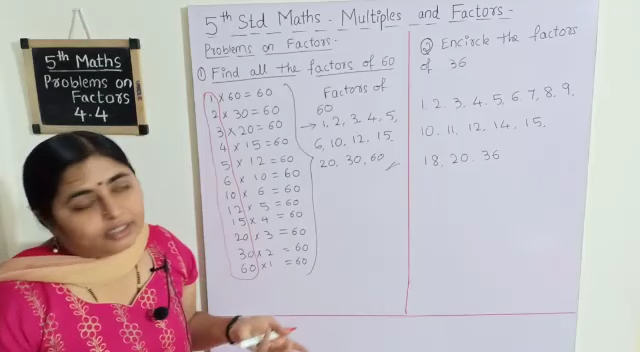 5th Std Maths. Multiples and Factors.
5th Maths
Problems on
Factors
4.4
Problems on Factors.
① Find all the factors of 60
1 × 60 = 60
2 × 30 = 60
3 × 20 = 60
4 × 15 = 60
5 × 12 = 60
6 × 10 = 60
10 × 6 = 60
12 × 5 = 60
15 × 4 = 60
20 × 3 = 60
30 × 2 = 60
60 × 1 = 60
Factors of
60
→ 1, 2, 3, 4, 5,
6, 10, 12, 15,
20, 30, 60
② Encircle the factors
of 36
1, 2, 3, 4, 5, 6, 7, 8, 9,
10, 11, 12, 14, 15,
18, 20, 36